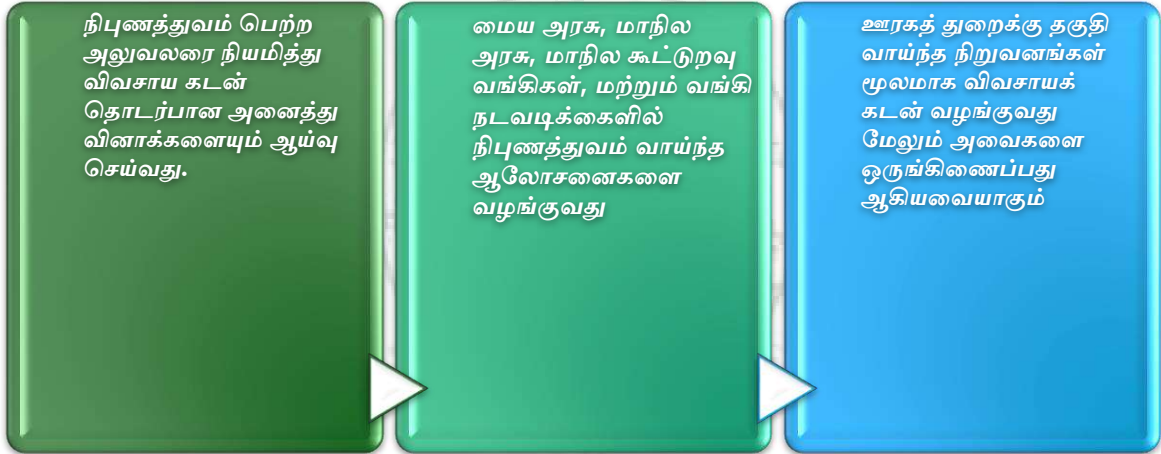 நிபுணத்துவம் பெற்ற
அலுவலரை நியமித்து
விவசாய கடன்
தொடர்பான அனைத்து
வினாக்களையும் ஆய்வு
செய்வது.
மைய அரசு, மாநில
அரசு, மாநில கூட்டுறவு
வங்கிகள், மற்றும் வங்கி
நடவடிக்கைளில்
நிபுணத்துவம் வாய்ந்த
ஆலோசனைகளை
வழங்குவது
ஊரகத் துறைக்கு தகுதி
வாய்ந்த நிறுவனங்கள்
மூலமாக விவசாயக்
கடன் வழங்குவது
மேலும் அவைகளை
ஒருங்கிணைப்பது
ஆகியவையாகும்